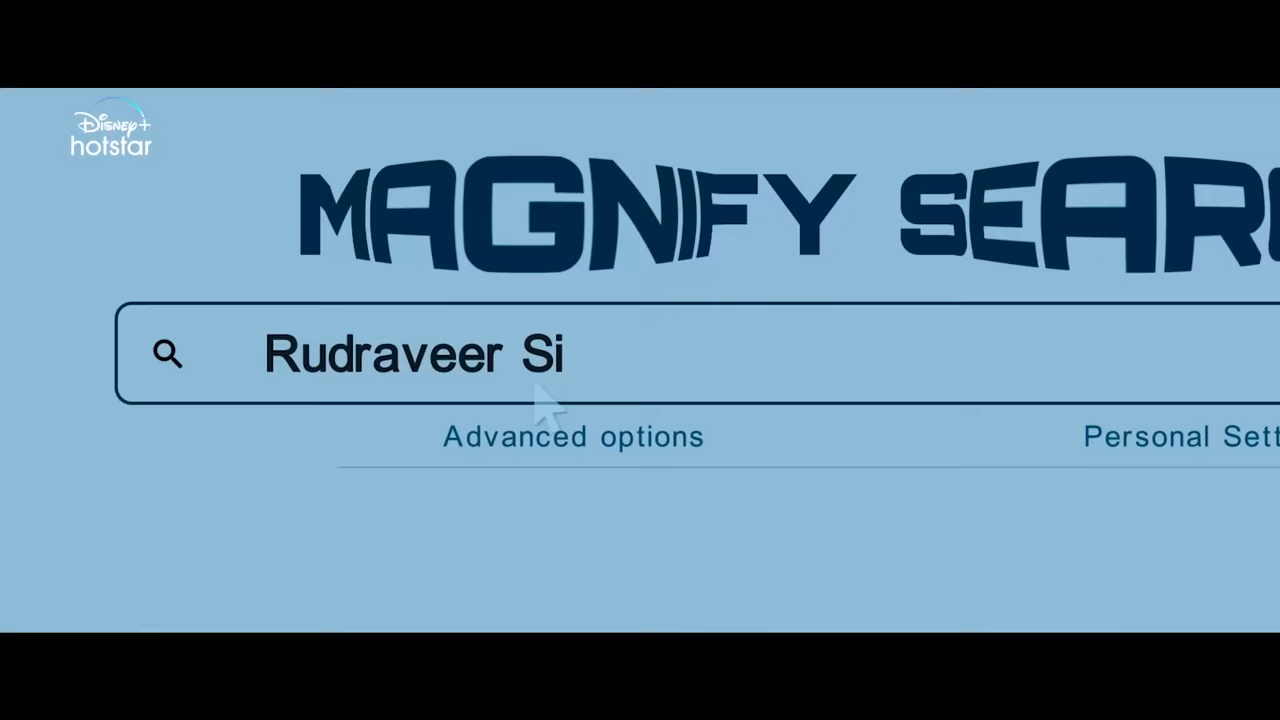 Disney+
hotstar
MAGNIFY SEAR
Rudraveer Si
Advanced options
Personal Sett